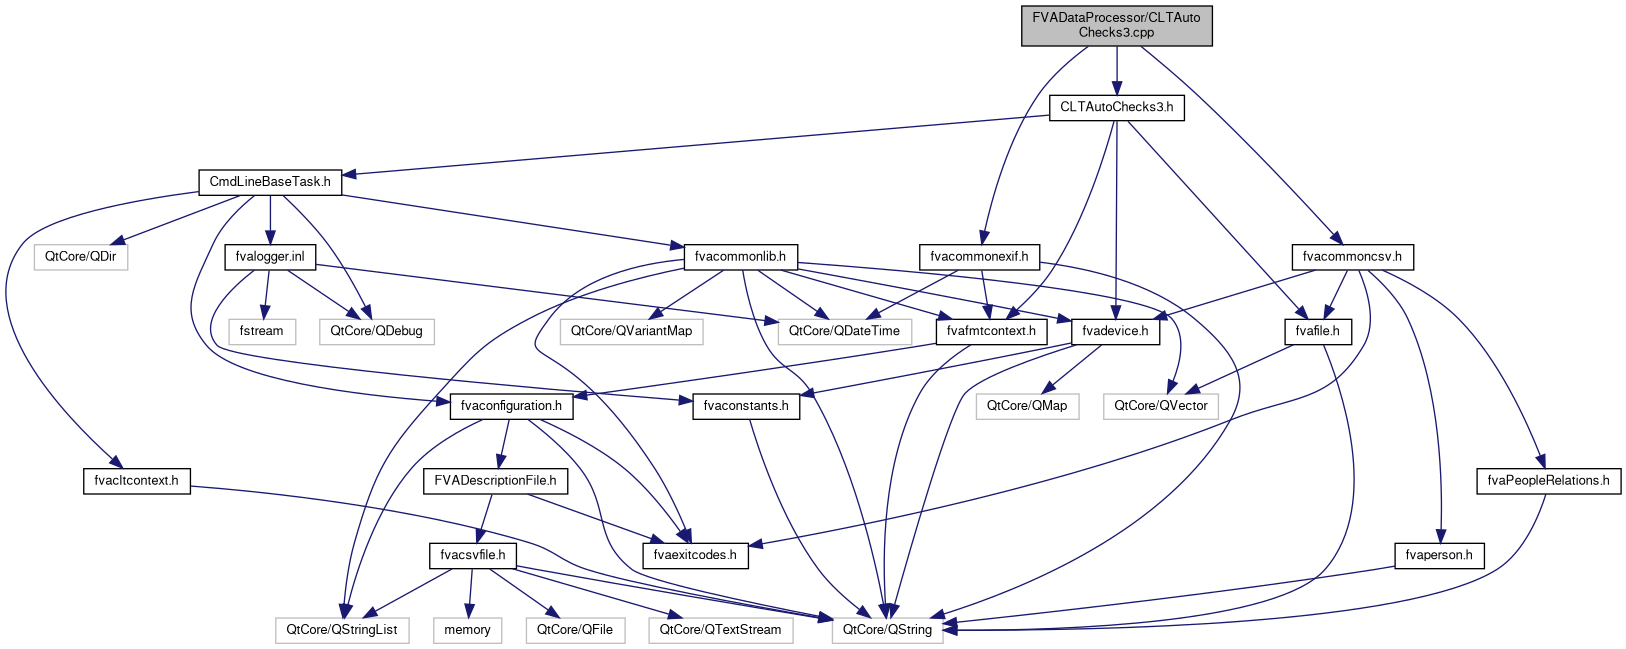 FVADataProcessor/CLTAuto
Checks3.cpp
CLTAutoChecks3.h
CmdLineBaseTask.h
QtCore/QDir
fvalogger.inl
fvacommonlib.h
fvacommonexif.h
fvacommoncsv.h
fstream
QtCore/QDebug
QtCore/QVariantMap
QtCore/QDateTime
fvafmtcontext.h
fvadevice.h
fvafile.h
fvaconfiguration.h
fvaconstants.h
QtCore/QMap
QtCore/QVector
fvacltcontext.h
FVADescriptionFile.h
fvaPeopleRelations.h
fvacsvfile.h
fvaexitcodes.h
fvaperson.h
QtCore/QStringList
memory
QtCore/QFile
QtCore/QTextStream
QtCore/QString